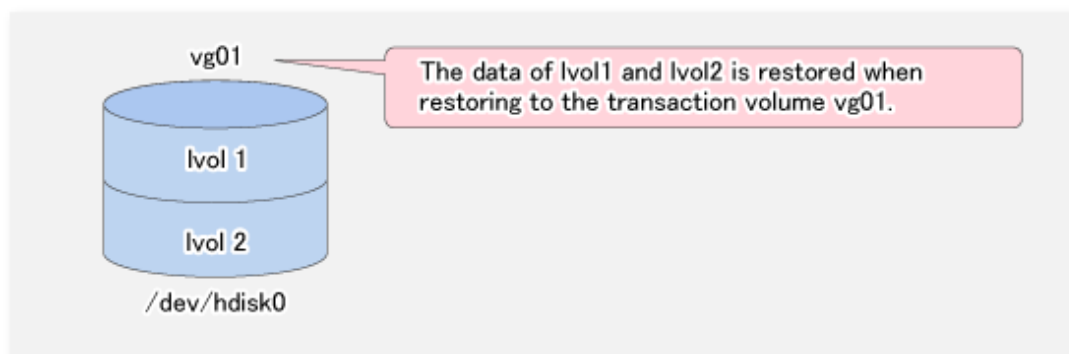 vg01
The data of lvol1 and lvol2 is restored when
restoring to the transaction volume vg01.
lvol 1
lvol 2
/dev/hdisk0